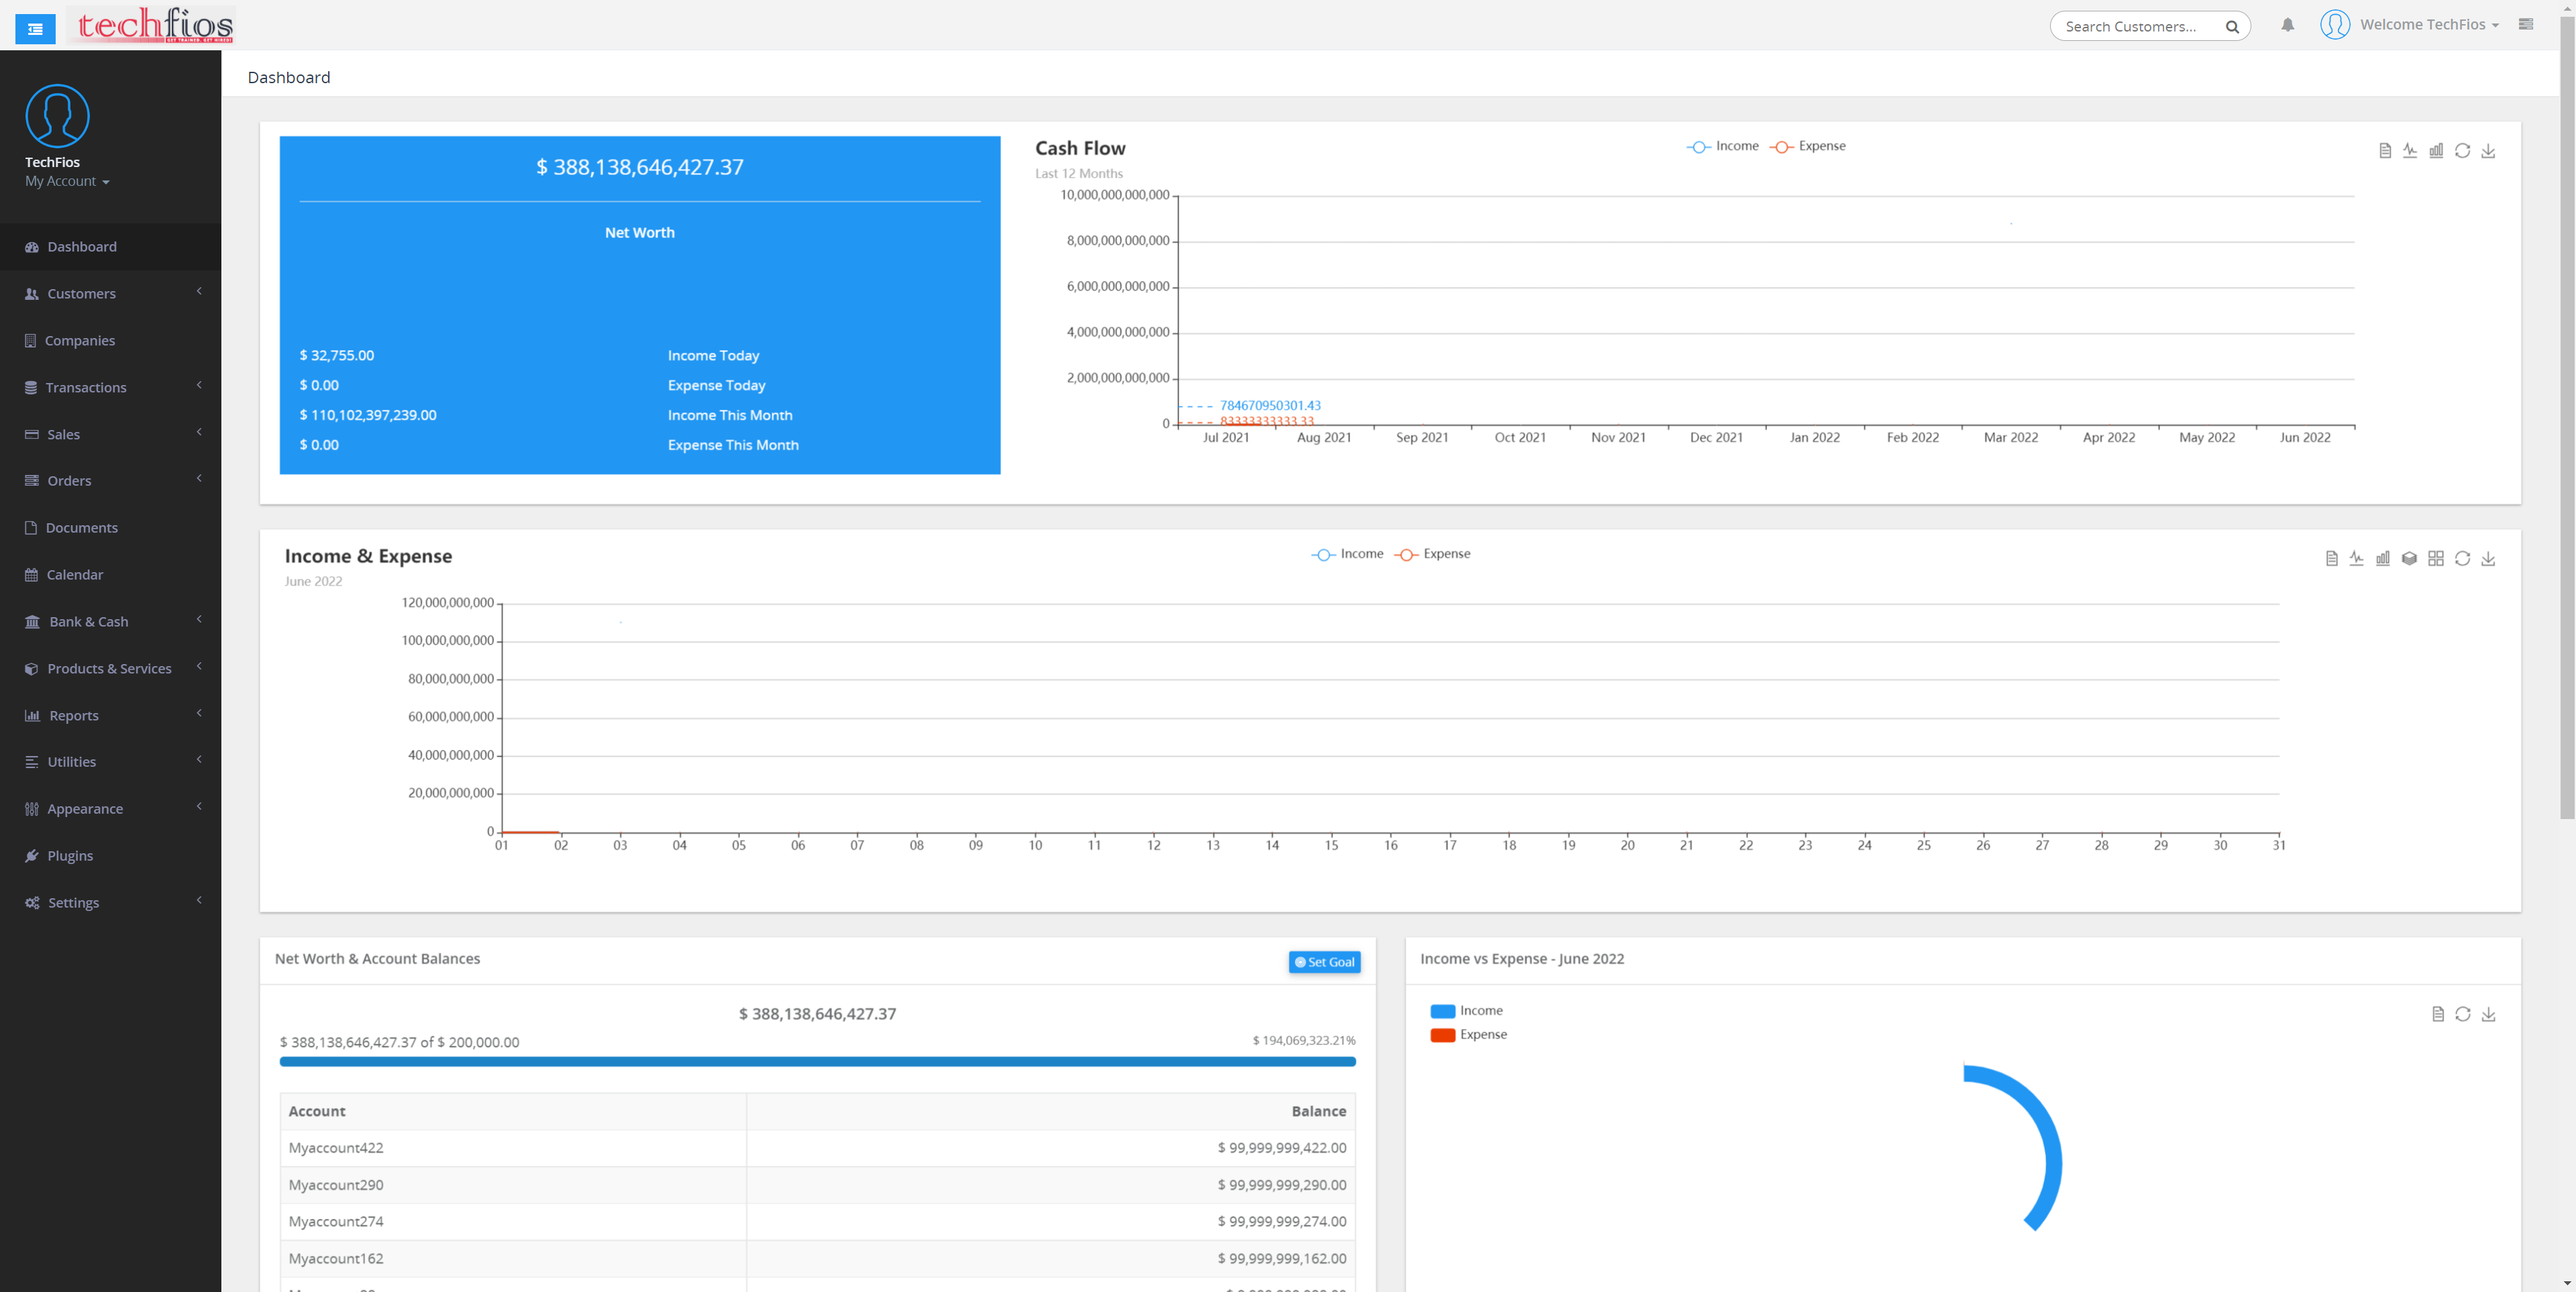 techfios
GET TRAINED. GET HIRED!
Search Customers...
Welcome TechFios
TechFios
My Account
Dashboard
Customers
Companies
Transactions
Sales
Orders
Documents
Calendar
Bank & Cash
Products & Services
Reports
Utilities
Appearance
Plugins
Settings
Dashboard
$ 388,138,646,427.37
Net Worth
$ 32,755.00 Income Today
$ 0.00 Expense Today
$ 110,102,397,239.00 Income This Month
$ 0.00 Expense This Month
Cash Flow
Last 12 Months
Income Expense
10,000,000,000,000
8,000,000,000,000
6,000,000,000,000
4,000,000,000,000
2,000,000,000,000
0
784670950301.43
83333333333.33
Jul 2021 Aug 2021 Sep 2021 Oct 2021 Nov 2021 Dec 2021 Jan 2022 Feb 2022 Mar 2022 Apr 2022 May 2022 Jun 2022
Income & Expense
June 2022
Income Expense
120,000,000,000
100,000,000,000
80,000,000,000
60,000,000,000
40,000,000,000
20,000,000,000
0
01 02 03 04 05 06 07 08 09 10 11 12 13 14 15 16 17 18 19 20 21 22 23 24 25 26 27 28 29 30 31
Net Worth & Account Balances
Set Goal
$ 388,138,646,427.37
$ 388,138,646,427.37 of $ 200,000.00
$ 194,069,323.21%
Account Balance
Myaccount422 $ 99,999,999,422.00
Myaccount290 $ 99,999,999,290.00
Myaccount274 $ 99,999,999,274.00
Myaccount162 $ 99,999,999,162.00
Income vs Expense - June 2022
Income
Expense